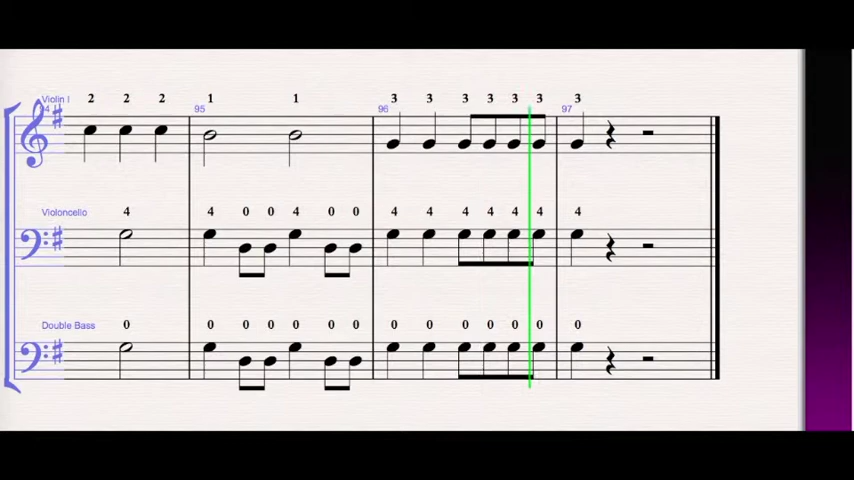 Violin I 2 2 2 1 1 3 3 3 3 3 3 3
95 96 97
Violoncello 4 4 0 0 4 0 0 4 4 4 4 4 4 4
Double Bass 0 0 0 0 0 0 0 0 0 0 0 0 0 0